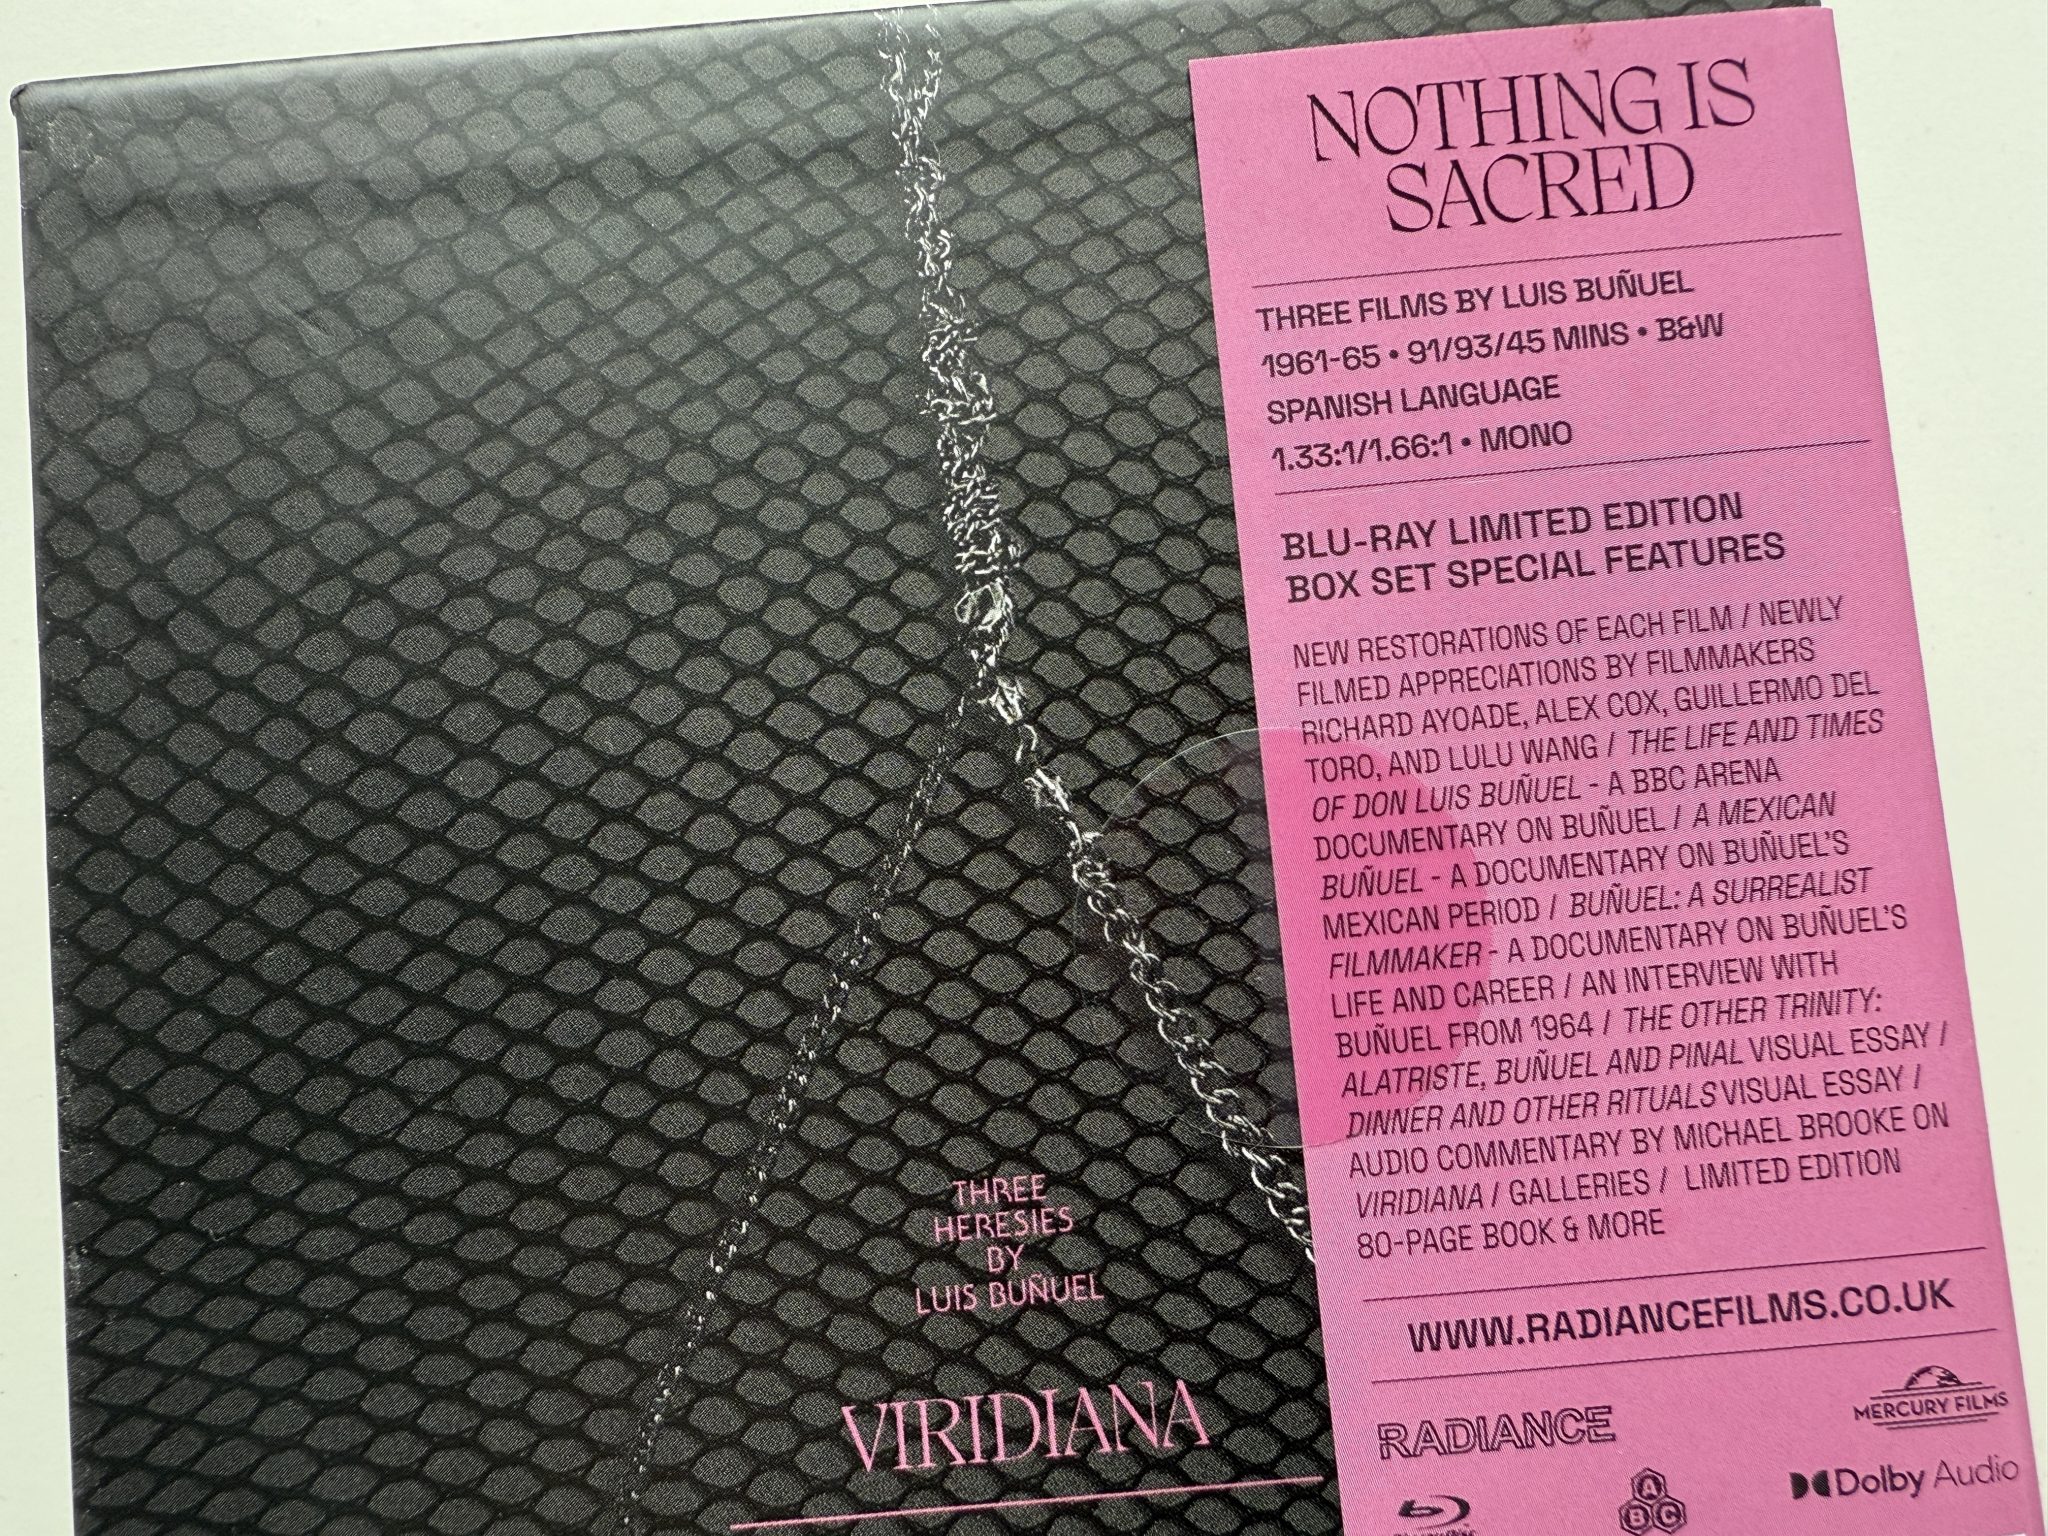 THREE
HERESIES
BY
LUIS BUÑUEL
VIRIDIANA
NOTHING IS
SACRED
THREE FILMS BY LUIS BUÑUEL
1961-65 • 91/93/45 MINS • B&W
SPANISH LANGUAGE
1.33:1/1.66:1 • MONO
BLU-RAY LIMITED EDITION
BOX SET SPECIAL FEATURES
NEW RESTORATIONS OF EACH FILM / NEWLY
FILMED APPRECIATIONS BY FILMMAKERS
RICHARD AYOADE, ALEX COX, GUILLERMO DEL
TORO, AND LULU WANG / THE LIFE AND TIMES
OF DON LUIS BUÑUEL - A BBC ARENA
DOCUMENTARY ON BUÑUEL / A MEXICAN
BUÑUEL - A DOCUMENTARY ON BUÑUEL'S
MEXICAN PERIOD / BUÑUEL: A SURREALIST
FILMMAKER - A DOCUMENTARY ON BUÑUEL'S
LIFE AND CAREER / AN INTERVIEW WITH
BUÑUEL FROM 1964 / THE OTHER TRINITY:
ALATRISTE, BUÑUEL AND PINAL VISUAL ESSAY /
DINNER AND OTHER RITUALS VISUAL ESSAY /
AUDIO COMMENTARY BY MICHAEL BROOKE ON
VIRIDIANA / GALLERIES / LIMITED EDITION
80-PAGE BOOK & MORE
WWW.RADIANCEFILMS.CO.UK
RADIANCE
MERCURY FILMS
Dolby Audio
A
B C